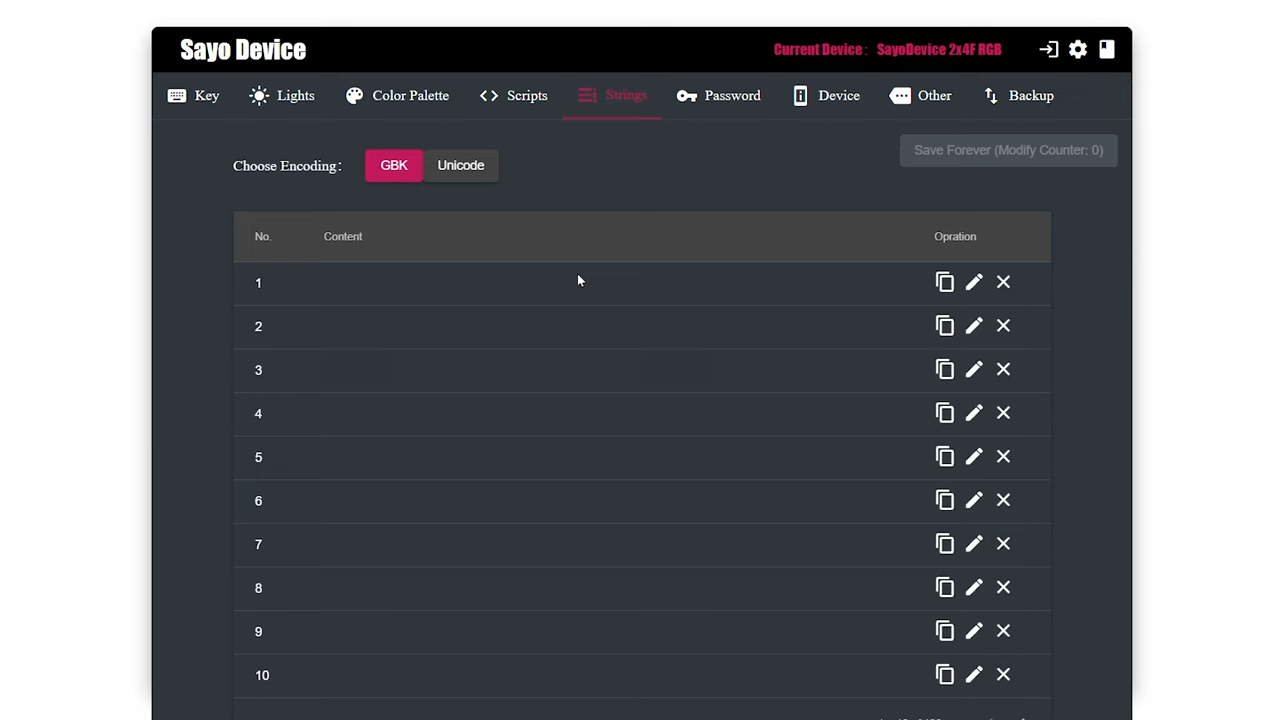 Sayo Device
Current Device: SayoDevice 2x4F RGB
Key Lights Color Palette Scripts Strings Password Device Other Backup
Save Forever (Modify Counter: 0)
Choose Encoding: GBK Unicode
No. Content Opration
1
2
3
4
5
6
7
8
9
10